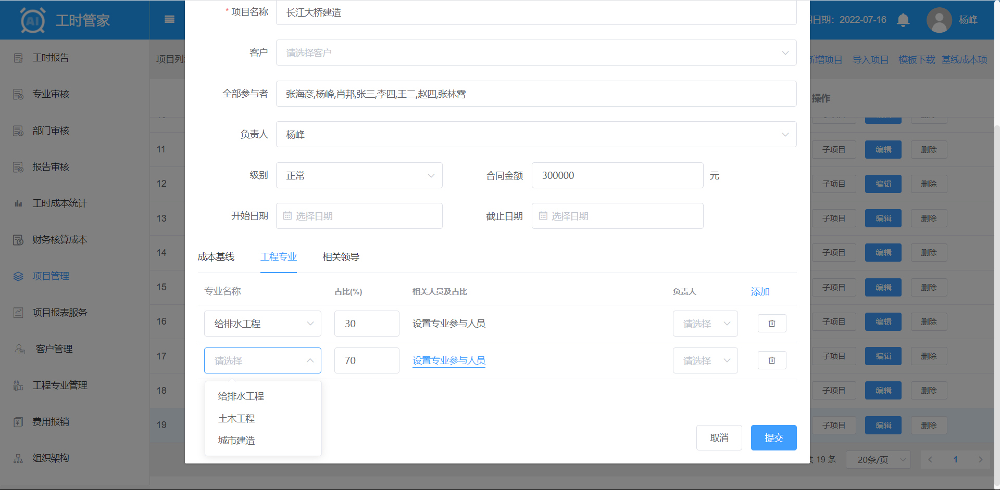 AI 工时管家
日期：2022-07-16
杨峰
工时报告
专业审核
部门审核
报告审核
工时成本统计
财务核算成本
项目管理
项目报表服务
客户管理
工程专业管理
费用报销
组织架构
项目列
新增项目 导入项目 模板下载 基线成本项
操作
11 子项目 编辑 删除
12 子项目 编辑 删除
13 子项目 编辑 删除
14 子项目 编辑 删除
15 子项目 编辑 删除
16 子项目 编辑 删除
17 子项目 编辑 删除
18 子项目 编辑 删除
19 子项目 编辑 删除
共 19 条 20条/页 1
* 项目名称 长江大桥建造
客户 请选择客户
全部参与者 张海彦,杨峰,肖邦,张三,李四,王二,赵四,张林霄
负责人 杨峰
级别 正常 合同金额 300000 元
开始日期 选择日期 截止日期 选择日期
成本基线 工程专业 相关领导
专业名称 占比(%) 相关人员及占比 负责人 添加
给排水工程 30 设置专业参与人员 请选择
请选择 70 设置专业参与人员 请选择
给排水工程
土木工程
城市建造
取消 提交